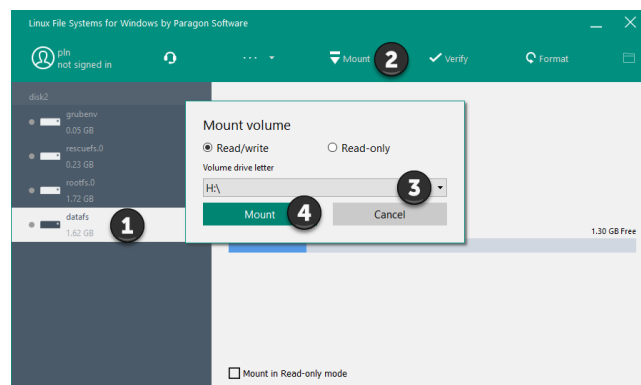 Linux File Systems for Windows by Paragon Software
pln
not signed in
Mount
2
Verify
Format
disk2
grubenv
0.05 GB
rescuefs.0
0.23 GB
rootfs.0
1.72 GB
datafs
1.62 GB
1
Mount volume
Read/write
Read-only
Volume drive letter
H:\
3
Mount
4
Cancel
1.30 GB Free
Mount in Read-only mode